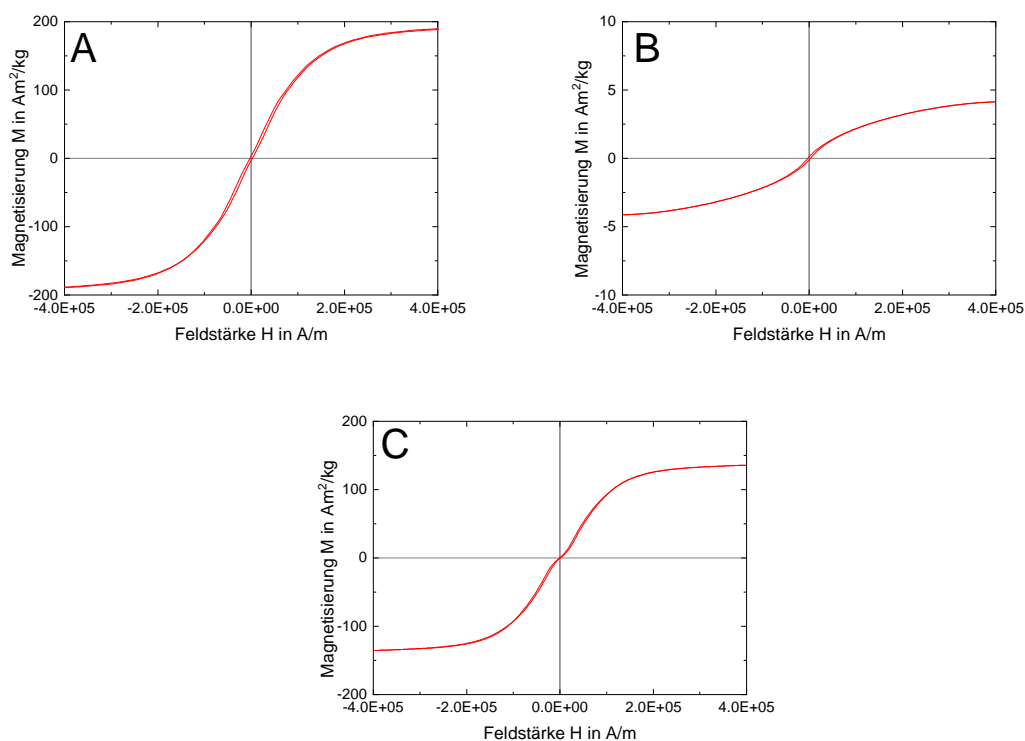 A
Magnetisierung M in Am²/kg
200
100
0
-100
-200
-4.0E+05 -2.0E+05 0.0E+00 2.0E+05 4.0E+05
Feldstärke H in A/m
B
Magnetisierung M in Am²/kg
10
5
0
-5
-10
-4.0E+05 -2.0E+05 0.0E+00 2.0E+05 4.0E+05
Feldstärke H in A/m
C
Magnetisierung M in Am²/kg
200
100
0
-100
-200
-4.0E+05 -2.0E+05 0.0E+00 2.0E+05 4.0E+05
Feldstärke H in A/m